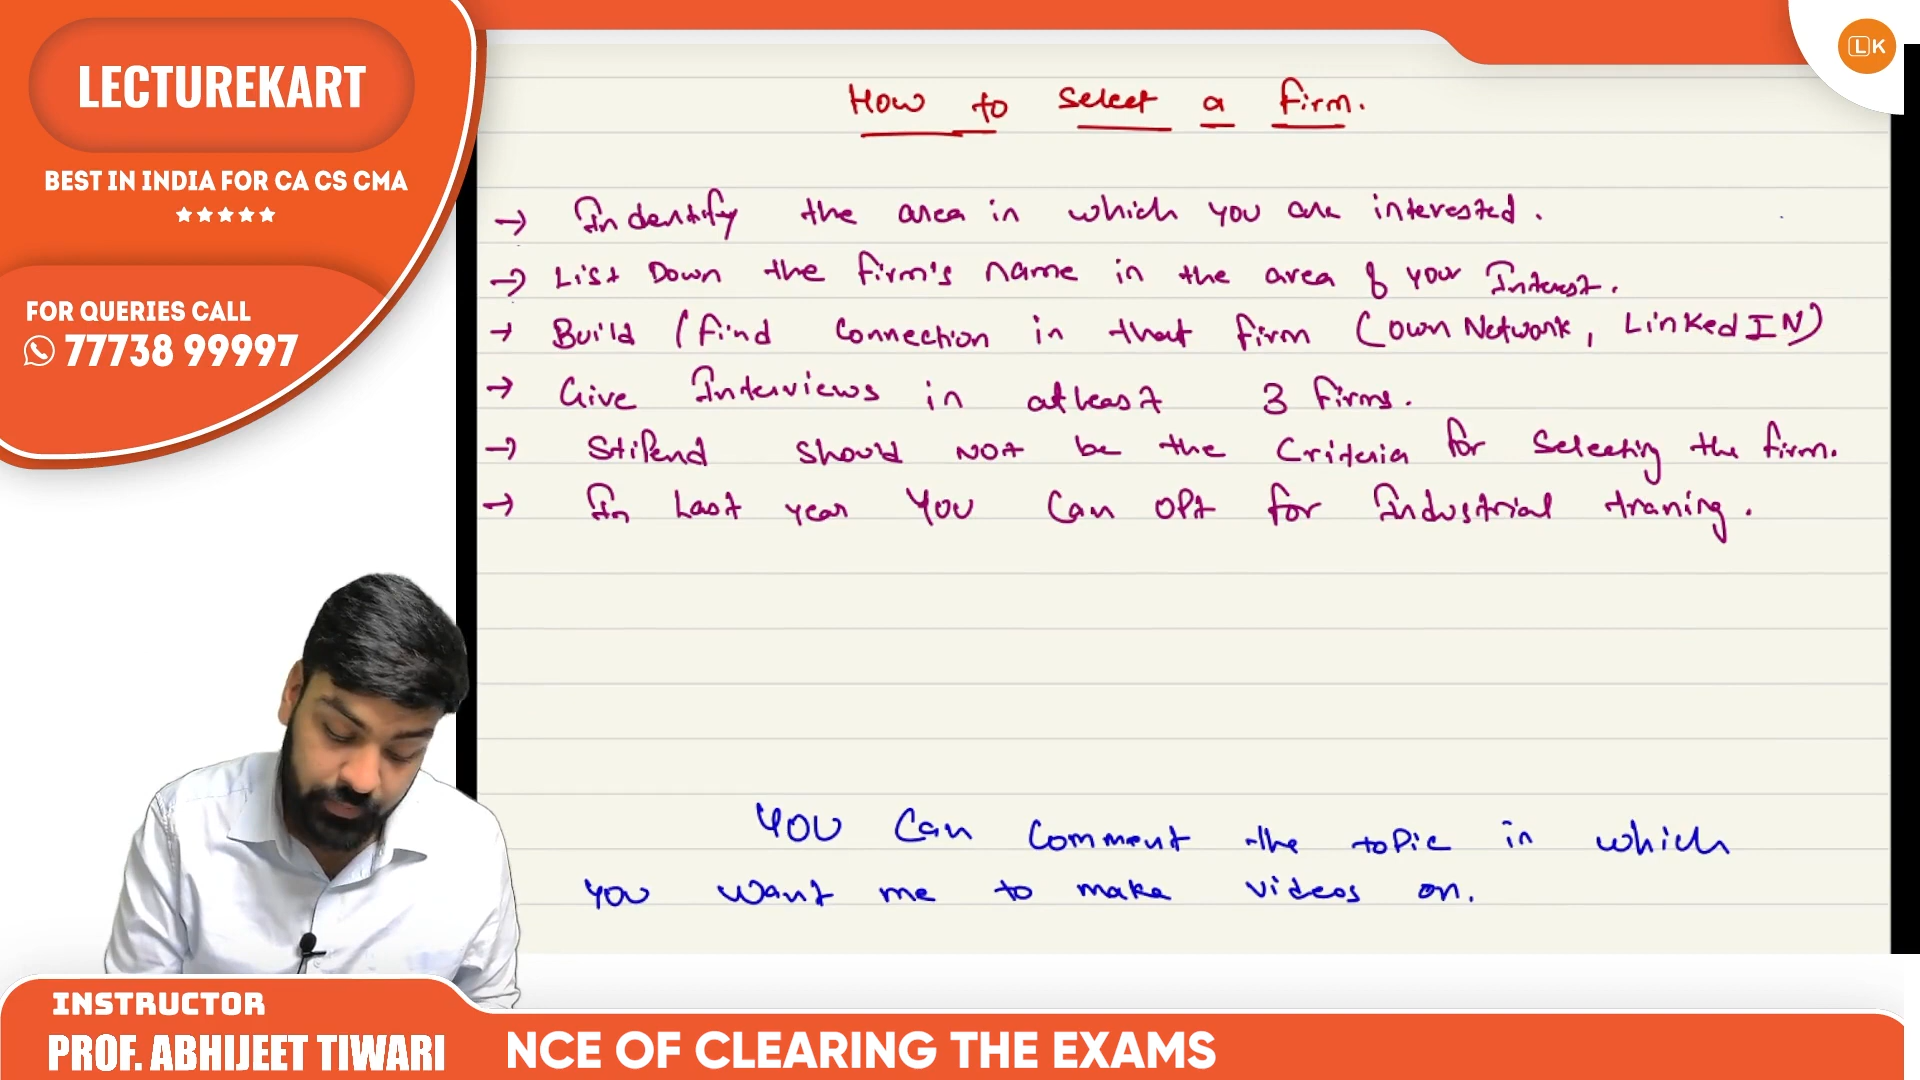 LECTUREKART
BEST IN INDIA FOR CA CS CMA
FOR QUERIES CALL
77738 99997
LK
How to select a firm.
→ Indentify the area in which you are interested.
→ List Down the firm's name in the area of your Interest.
→ Build / Find Connection in that firm (own Network, LinkedIN)
→ Give Interviews in atleast 3 firms.
→ Stipend should NOT be the Criteria for Selecting the firm.
→ In Last year YOU Can OPt for Industrial traning.
YOU Can Comment the toPic in which
you want me to make videos on.
INSTRUCTOR
PROF. ABHIJEET TIWARI
NCE OF CLEARING THE EXAMS